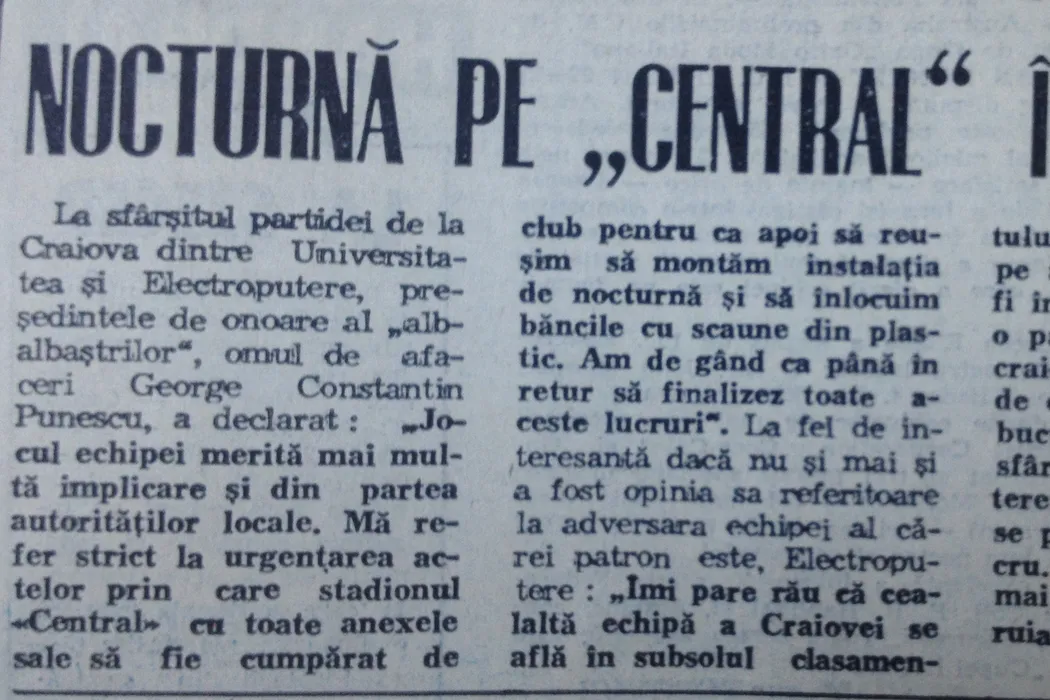 NOCTURNĂ PE „CENTRAL“ Î
La sfârşitul partidei de la
Craiova dintre Universita-
tea şi Electroputere, pre-
şedintele de onoare al „alb-
albaştrilor“, omul de afa-
ceri George Constantin
Punescu, a declarat : „Jo-
cul echipei merită mai mul-
tă implicare şi din partea
autorităţilor locale. Mă re-
fer strict la urgenţarea ac-
telor prin care stadionul
«Central» cu toate anexele
sale să fie cumpărat de
club pentru ca apoi să reu-
şim să montăm instalaţia
de nocturnă şi să înlocuim
băncile cu scaune din plas-
tic. Am de gând ca până în
retur să finalizez toate a-
ceste lucruri“. La fel de in-
teresantă dacă nu şi mai şi
a fost opinia sa referitoare
la adversara echipei al că-
rei patron este, Electropu-
tere : „Imi pare rău că cea-
laltă echipă a Craiovei se
află în subsolul clasamen-
tulu
pe
fi în
o p
crai
de
buc
sfâr
tere
se p
cru.
mai
ruia